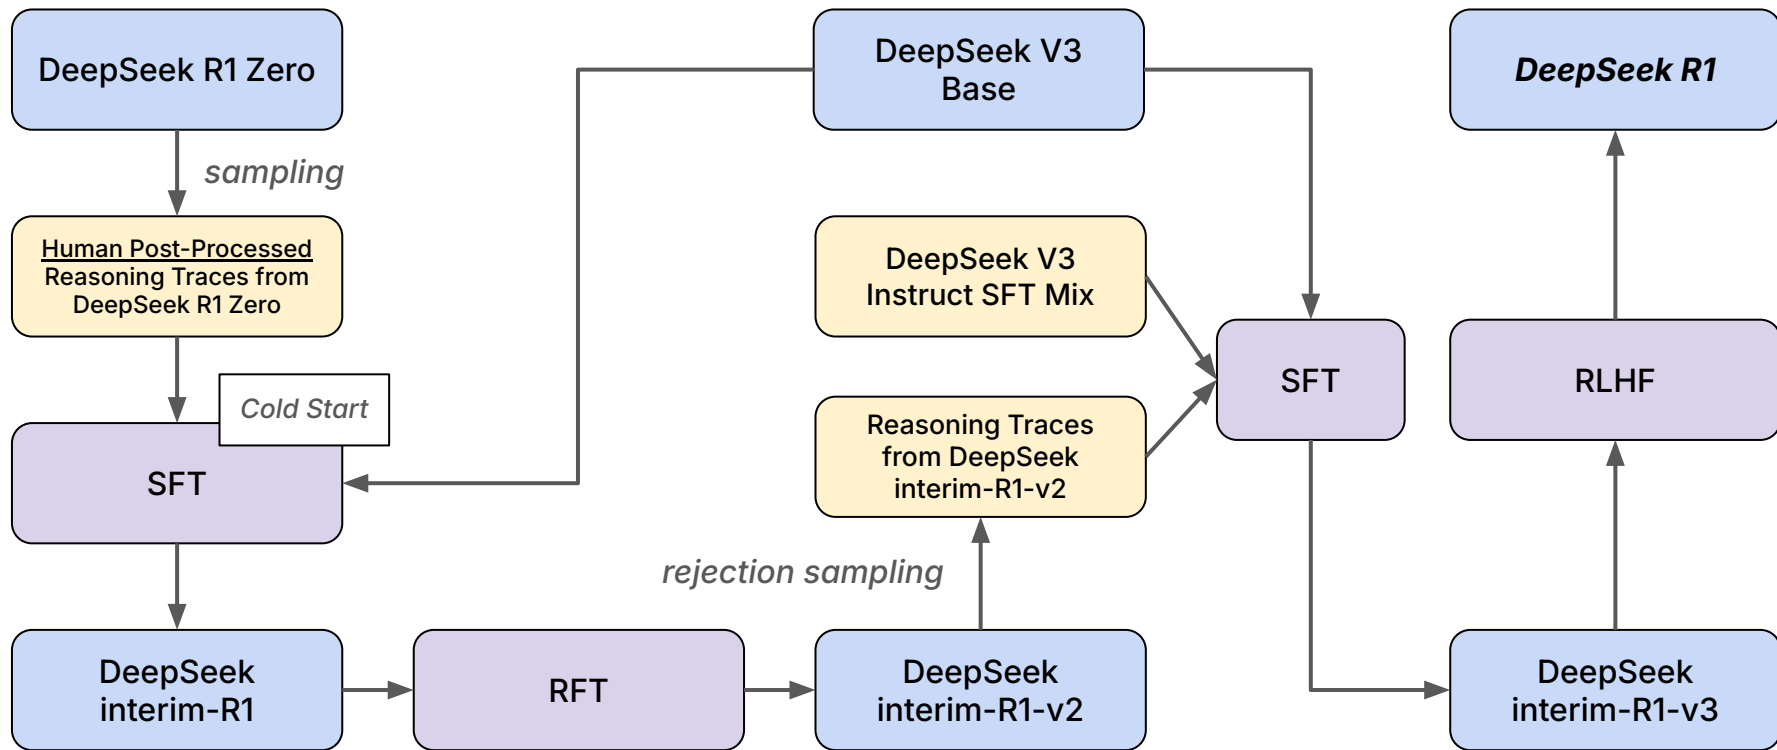 DeepSeek R1 Zero
sampling
Human Post-Processed
Reasoning Traces from
DeepSeek R1 Zero
Cold Start
SFT
DeepSeek
interim-R1
RFT
DeepSeek V3
Base
DeepSeek V3
Instruct SFT Mix
Reasoning Traces
from DeepSeek
interim-R1-v2
rejection sampling
DeepSeek
interim-R1-v2
SFT
DeepSeek R1
RLHF
DeepSeek
interim-R1-v3